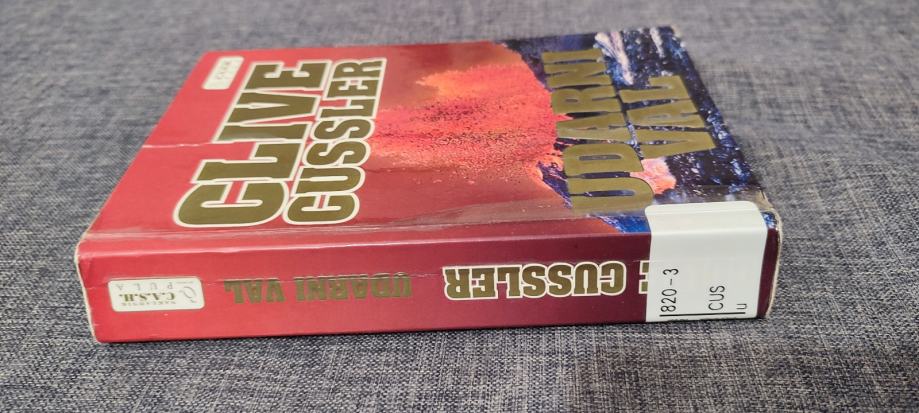 CLIVE
CUSSLER
UDARNI
VAL
C.A.S.H.
PULA
UDARNI VAL
CUSSLER
820-3
CUS
u